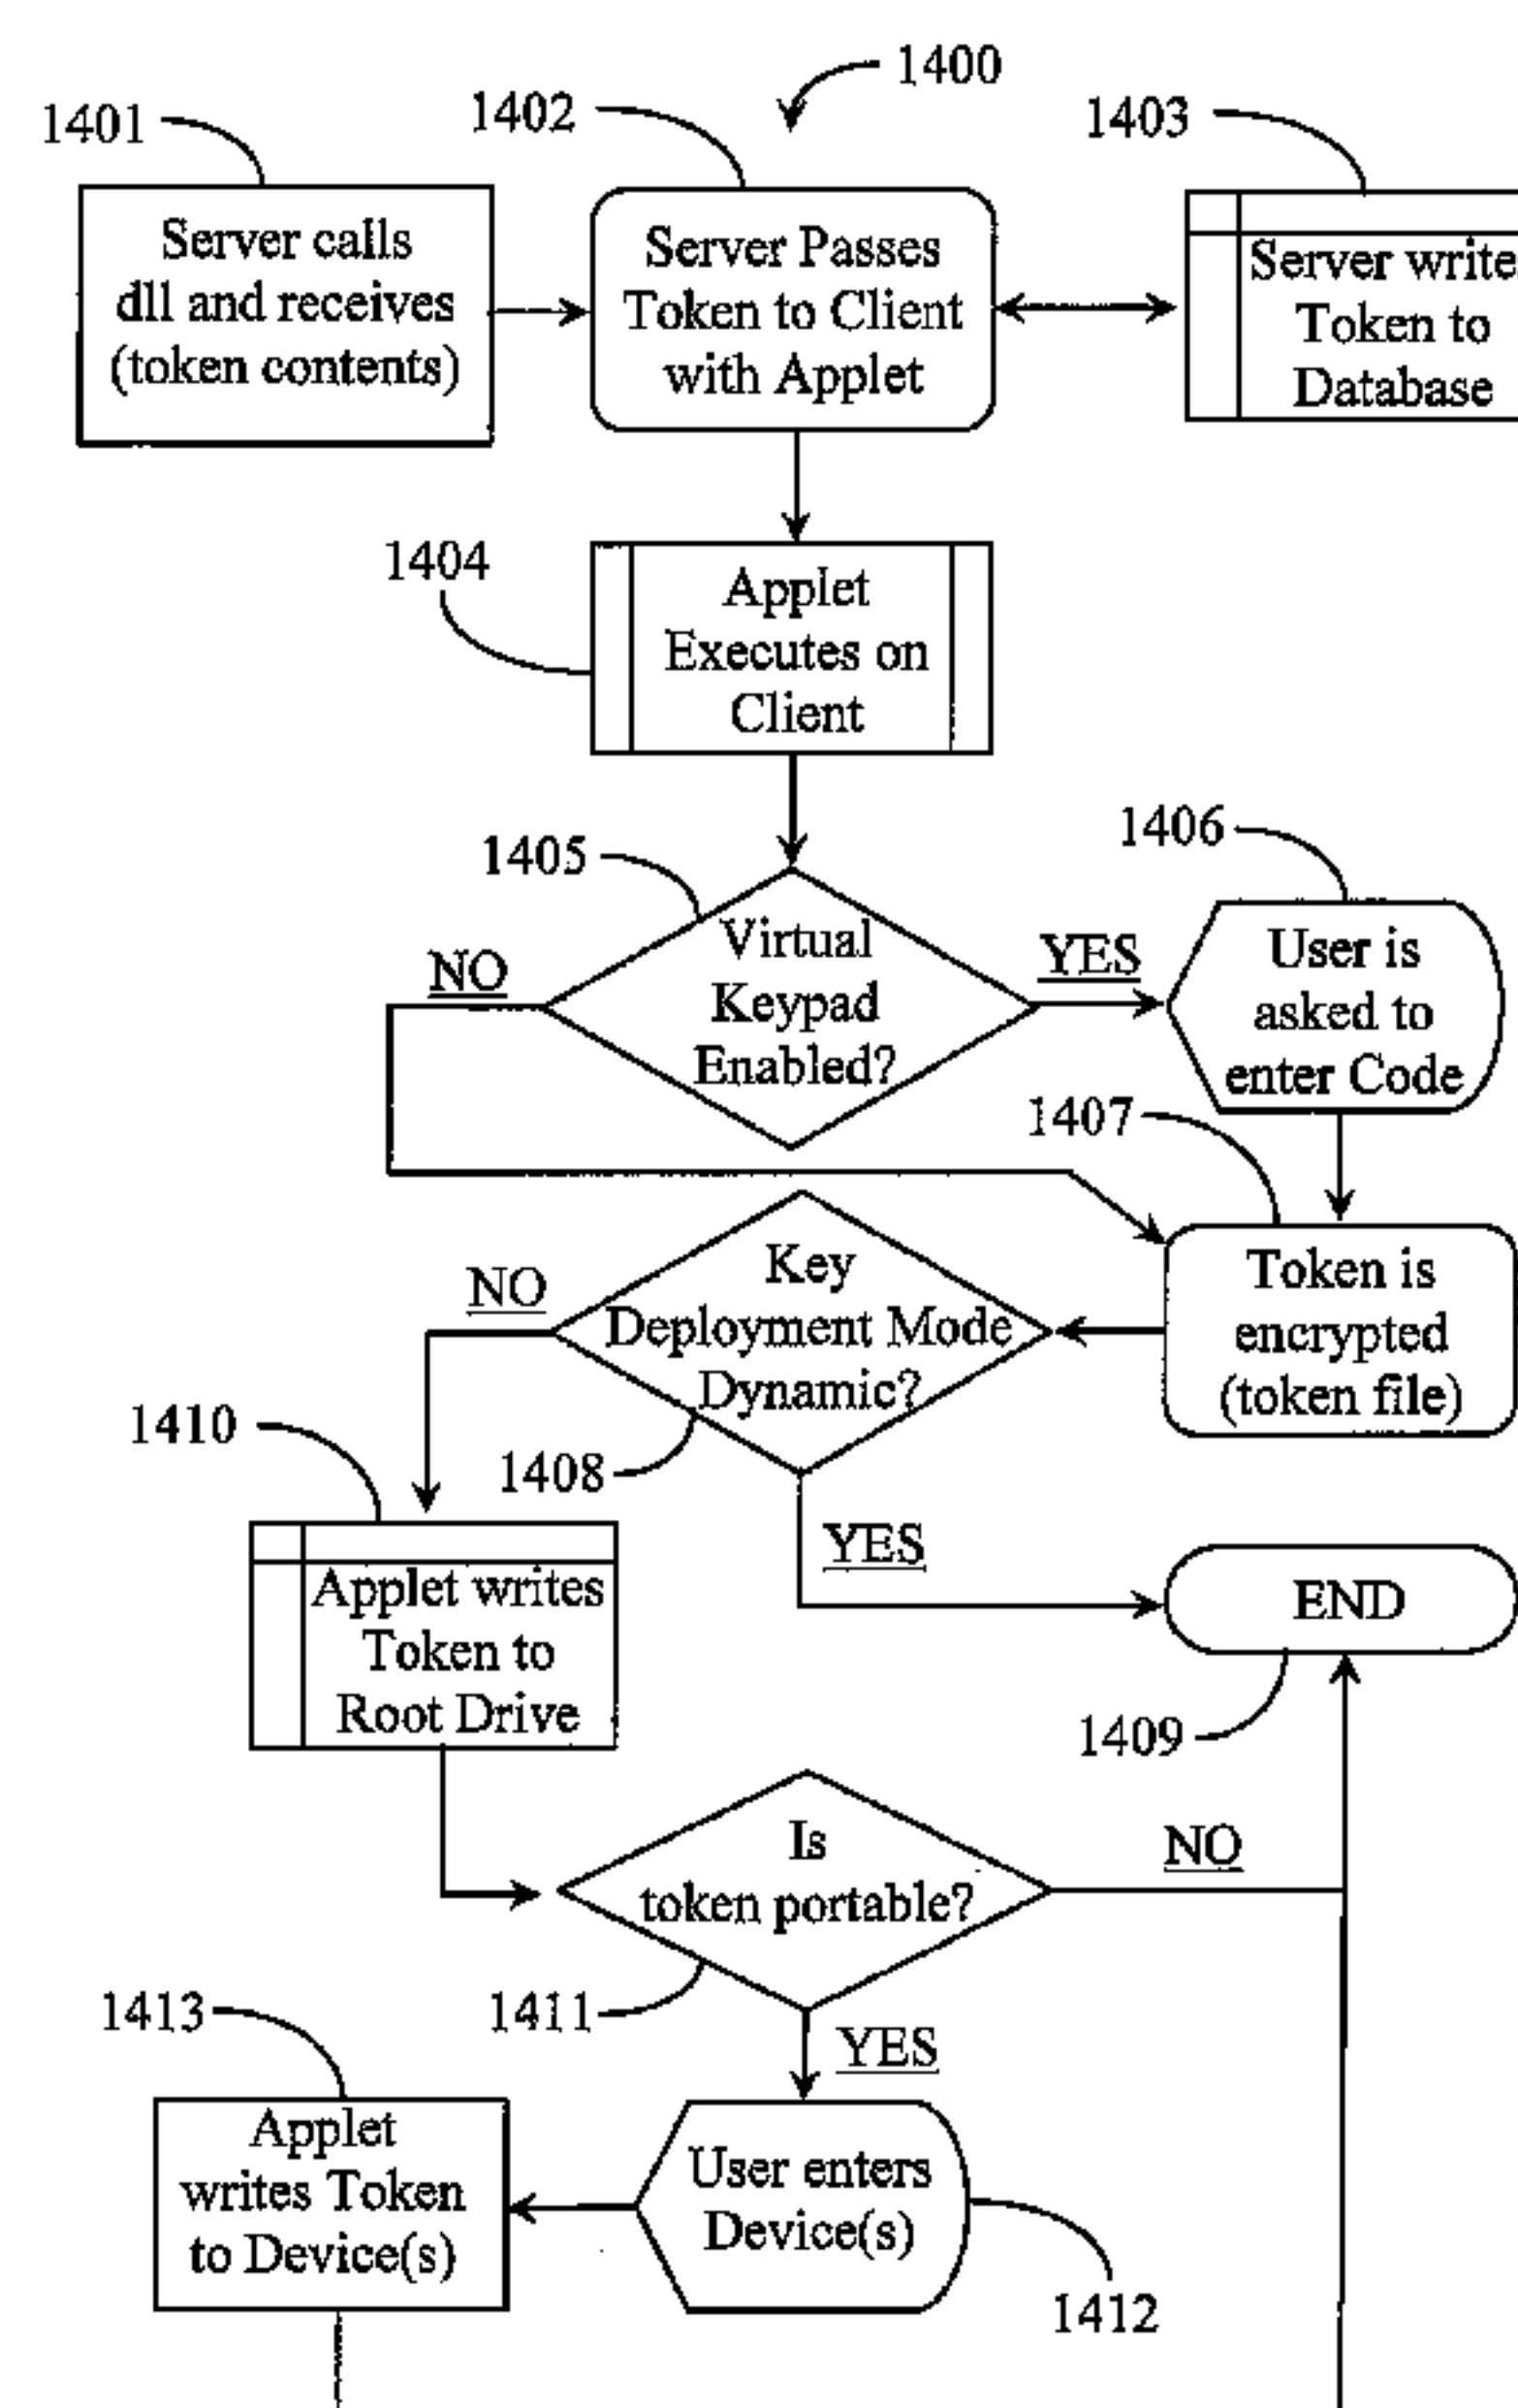 1400
1401
1402
1403
Server calls
dll and receives
(token contents)
Server Passes
Token to Client
with Applet
Server write
Token to
Database
1404
Applet
Executes on
Client
1405
1406
Virtual
Keypad
Enabled?
NO
YES
User is
asked to
enter Code
1407
Key
Deployment Mode
Dynamic?
NO
Token is
encrypted
(token file)
1408
1410
YES
Applet writes
Token to
Root Drive
END
1409
Is
token portable?
NO
1411
1413
YES
Applet
writes Token
to Device(s)
User enters
Device(s)
1412